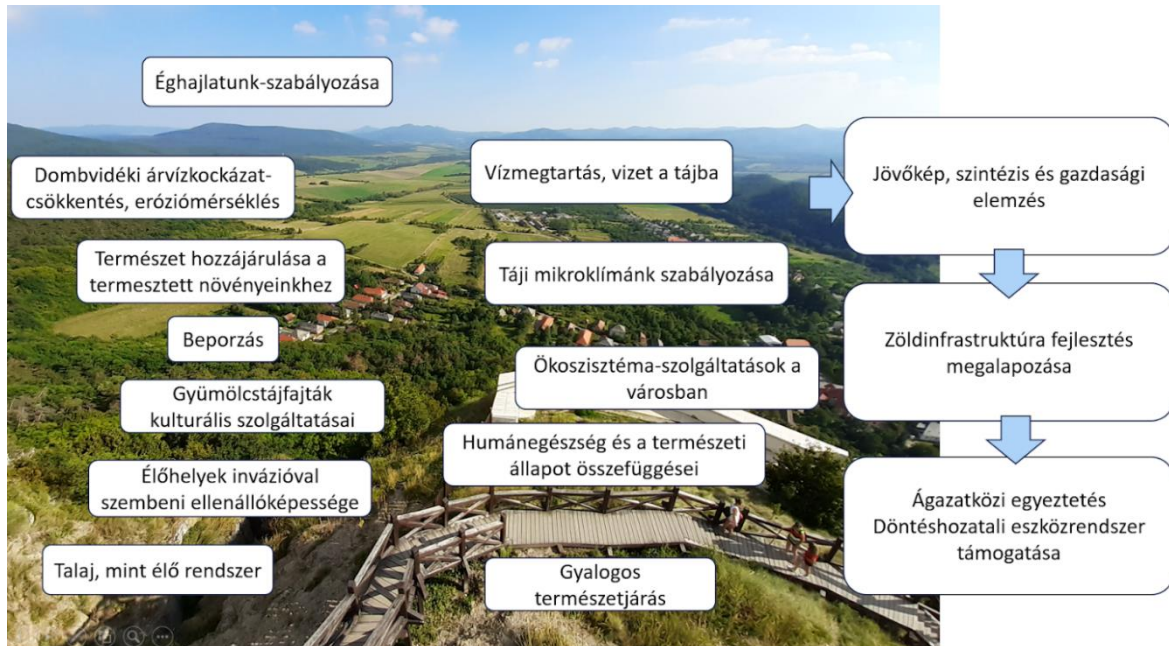 Éghajlatunk-szabályozása
Dombvidéki árvízkockázat-
csökkentés, eróziómérséklés
Természet hozzájárulása a
termesztett növényeinkhez
Beporzás
Gyümölcstájfajták
kulturális szolgáltatásai
Élőhelyek invázióval
szembeni ellenállóképessége
Talaj, mint élő rendszer
Vízmegtartás, vizet a tájba
Táji mikroklímánk szabályozása
Ökoszisztéma-szolgáltatások a
városban
Humánegészség és a természeti
állapot összefüggései
Gyalogos
természetjárás
Jövőkép, szintézis és gazdasági
elemzés
Zöldinfrastruktúra fejlesztés
megalapozása
Ágazatközi egyeztetés
Döntéshozatali eszközrendszer
támogatása